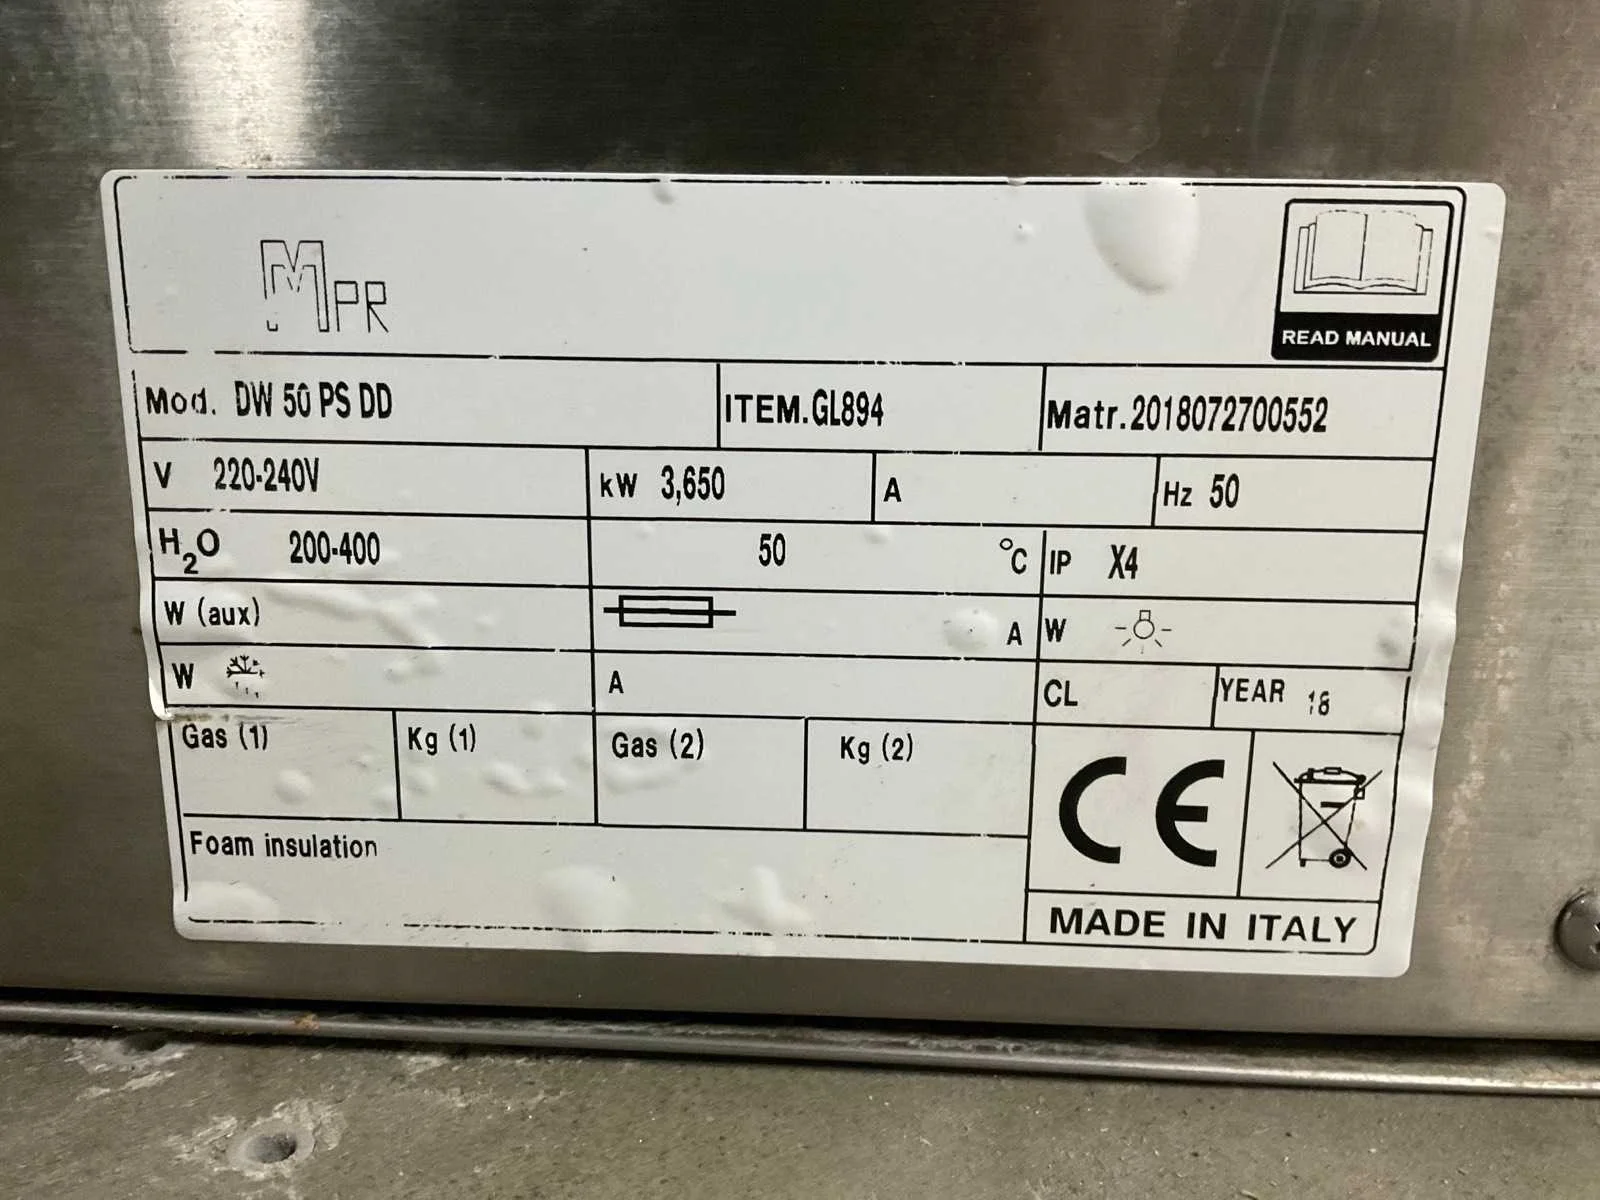 MPR
READ MANUAL
Mod. DW 50 PS DD ITEM.GL894 Matr.2018072700552
V 220-240V kW 3,650 A Hz 50
H2O 200-400 50 °C IP X4
W (aux) A W
W A CL YEAR 18
Gas (1) Kg (1) Gas (2) Kg (2)
CE
Foam insulation
MADE IN ITALY